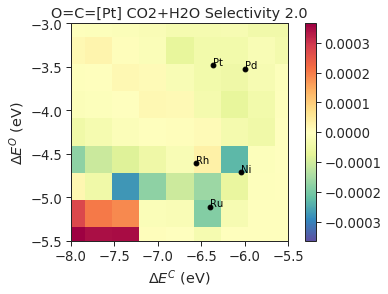 O=C=[Pt] CO2+H2O Selectivity 2.0
−3.0
−3.5
−4.0
−4.5
−5.0
−5.5
ΔE^O (eV)
Pt
Pd
Rh
Ni
Ru
−8.0 −7.5 −7.0 −6.5 −6.0 −5.5
ΔE^C (eV)
0.0003
0.0002
0.0001
0.0000
−0.0001
−0.0002
−0.0003